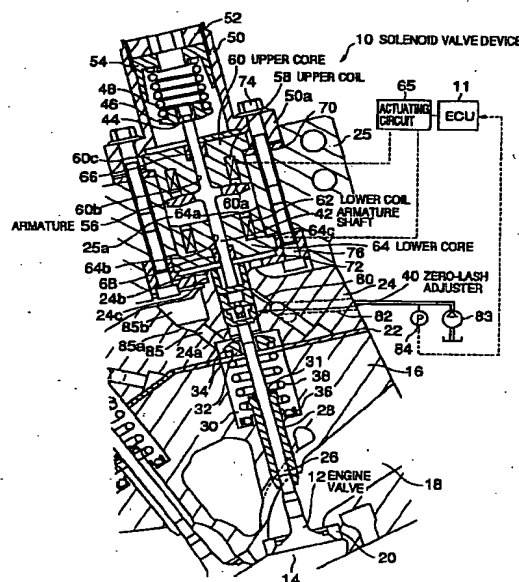 52
50
54
60 UPPER CORE
58 UPPER COIL
10 SOLENOID VALVE DEVICE
74
48
46
44
50a
70
65
ACTUATING CIRCUIT
11
ECU
25
60c
66
60b
ARMATURE 56
64a
60a
62 LOWER COIL
42 ARMATURE SHAFT
25a
64c
64 LOWER CORE
64b
76
72
68
24b
24
40 ZERO-LASH ADJUSTER
24c
80
85b
82
83
85a
85
24a
22
84
P
34
31
16
32
38
36
30
28
26
12 ENGINE VALVE
18
20
14